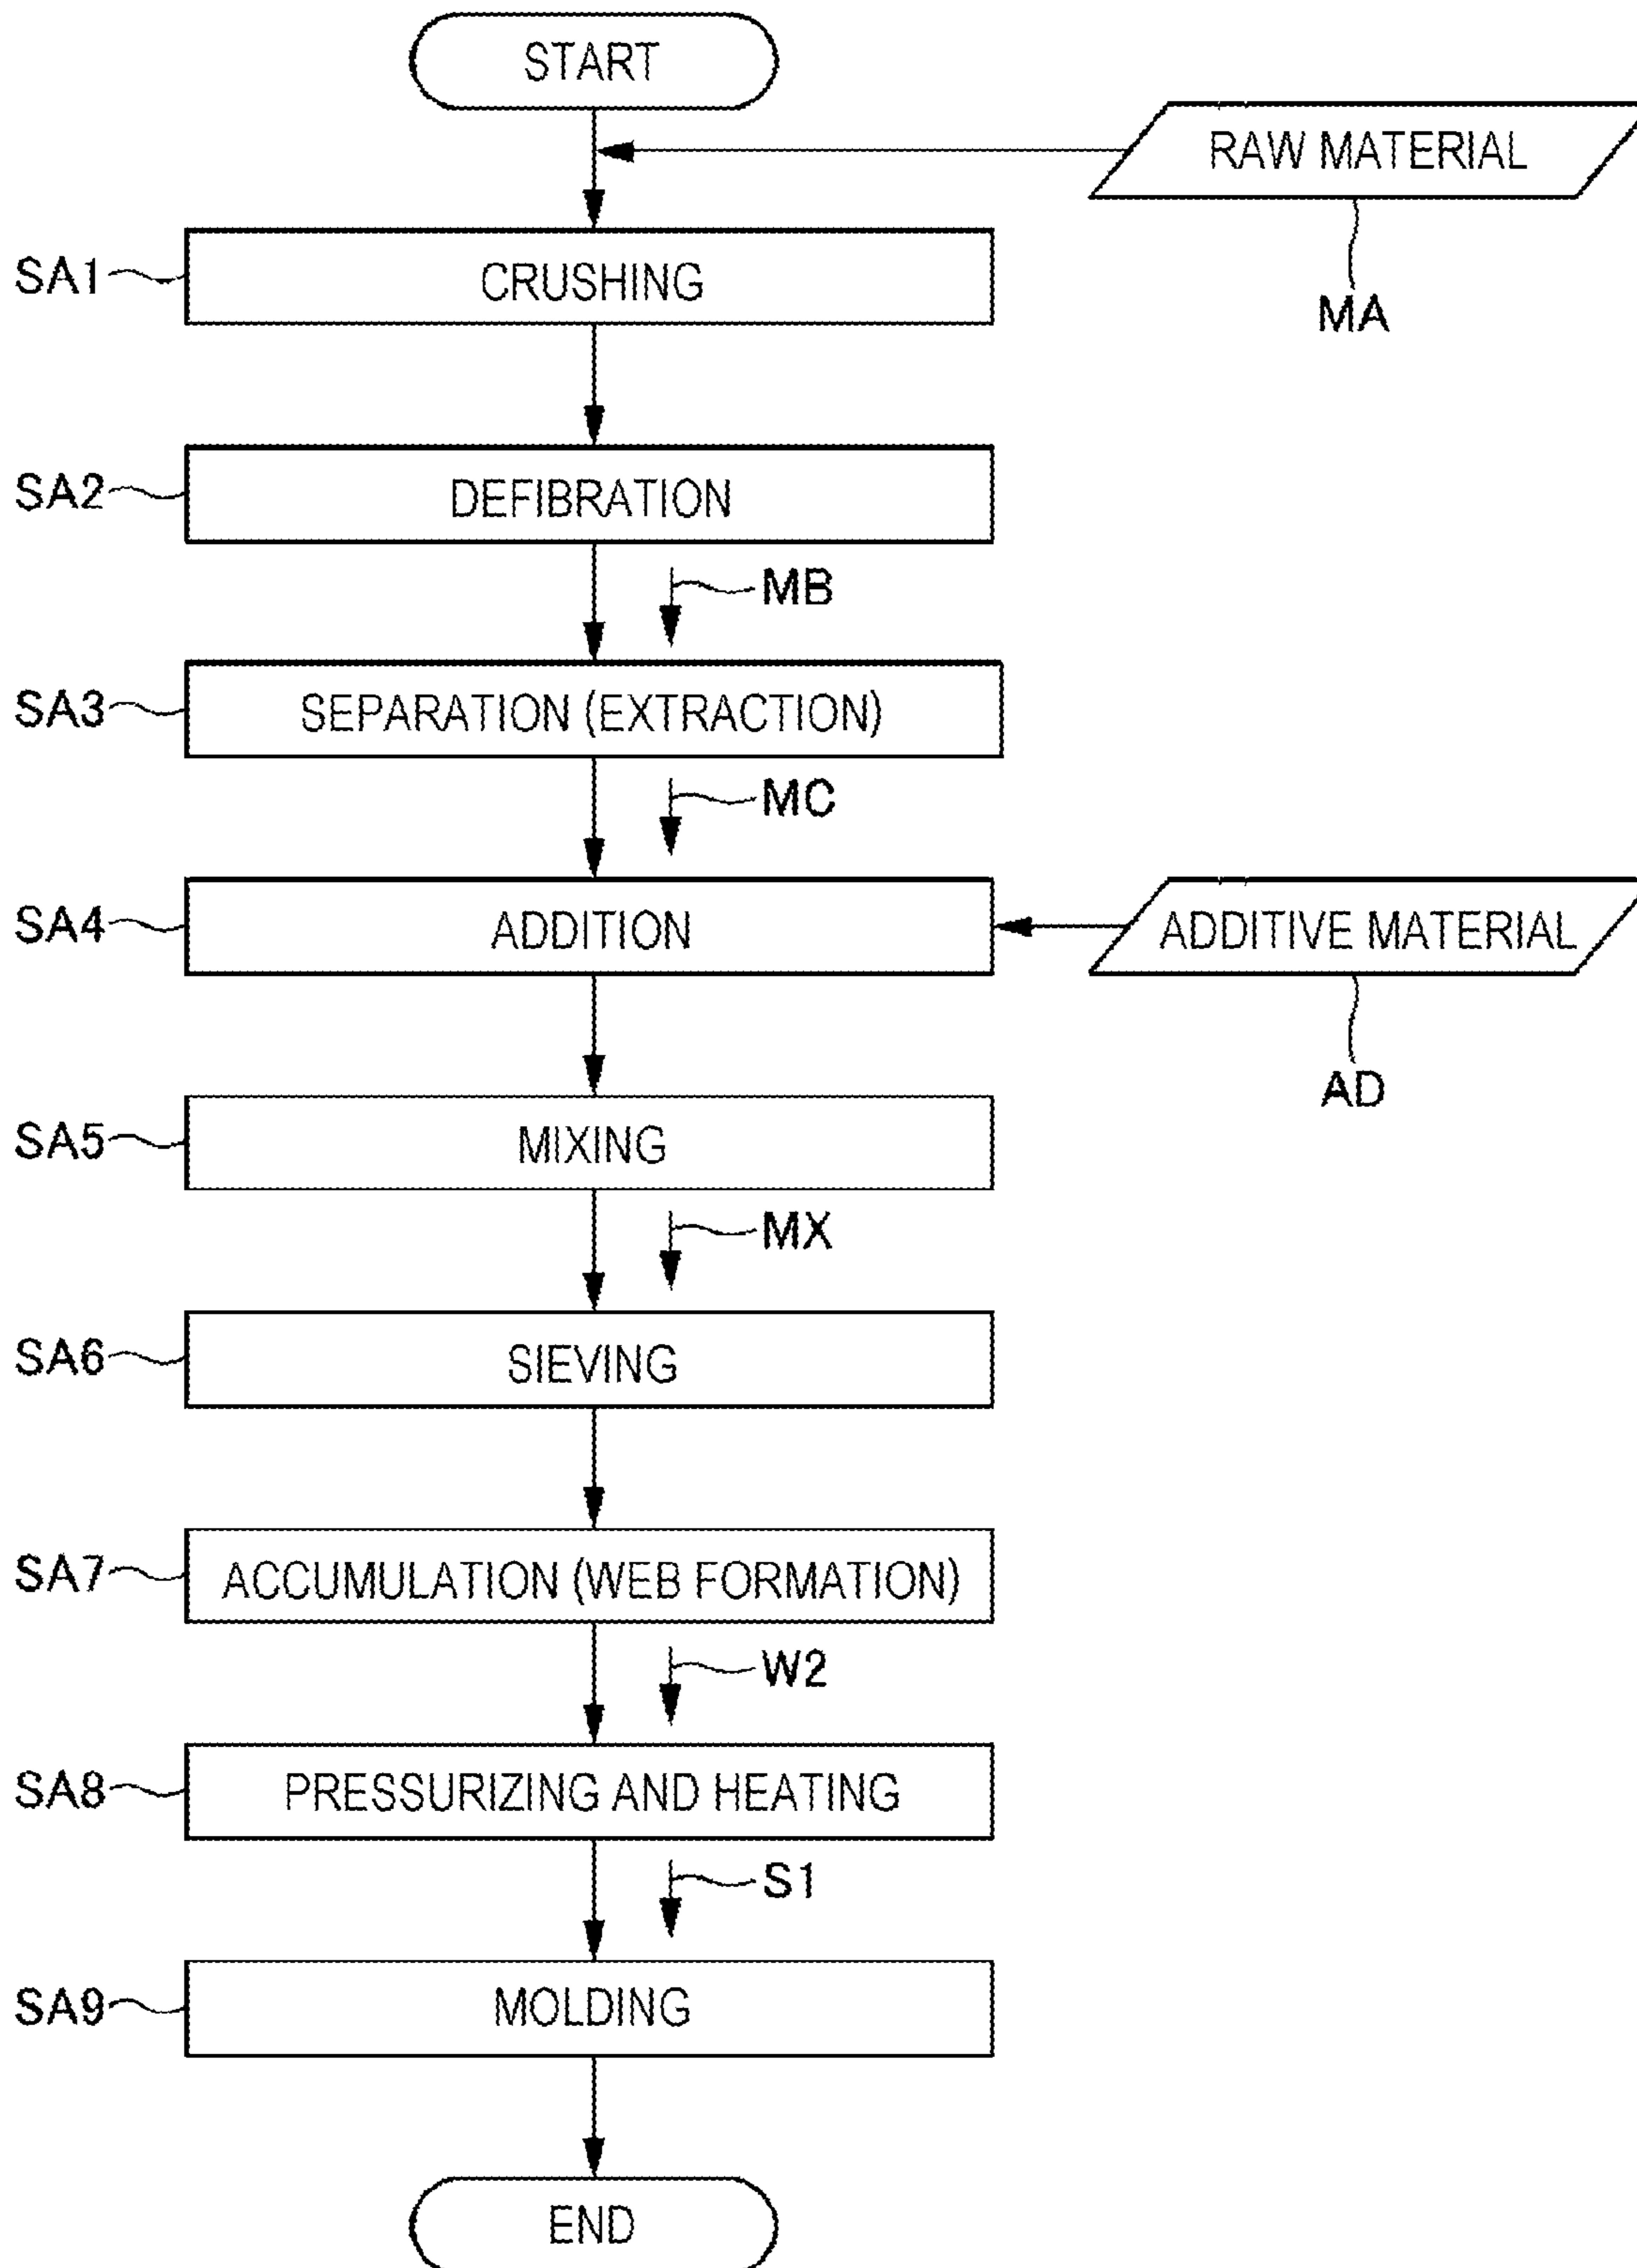 START
RAW MATERIAL
MA
SA1
CRUSHING
SA2
DEFIBRATION
MB
SA3
SEPARATION (EXTRACTION)
MC
SA4
ADDITION
ADDITIVE MATERIAL
AD
SA5
MIXING
MX
SA6
SIEVING
SA7
ACCUMULATION (WEB FORMATION)
W2
SA8
PRESSURIZING AND HEATING
S1
SA9
MOLDING
END